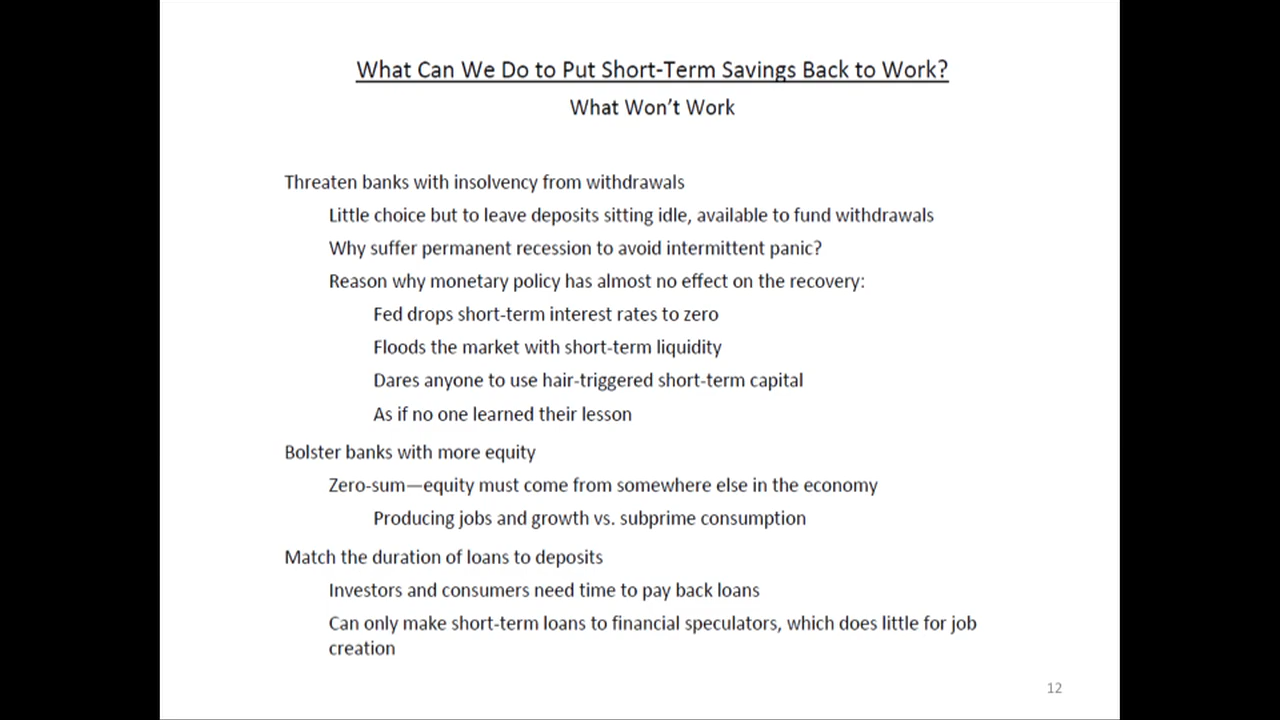 What Can We Do to Put Short-Term Savings Back to Work?
What Won't Work
Threaten banks with insolvency from withdrawals
Little choice but to leave deposits sitting idle, available to fund withdrawals
Why suffer permanent recession to avoid intermittent panic?
Reason why monetary policy has almost no effect on the recovery:
Fed drops short-term interest rates to zero
Floods the market with short-term liquidity
Dares anyone to use hair-triggered short-term capital
As if no one learned their lesson
Bolster banks with more equity
Zero-sum—equity must come from somewhere else in the economy
Producing jobs and growth vs. subprime consumption
Match the duration of loans to deposits
Investors and consumers need time to pay back loans
Can only make short-term loans to financial speculators, which does little for job
creation
12